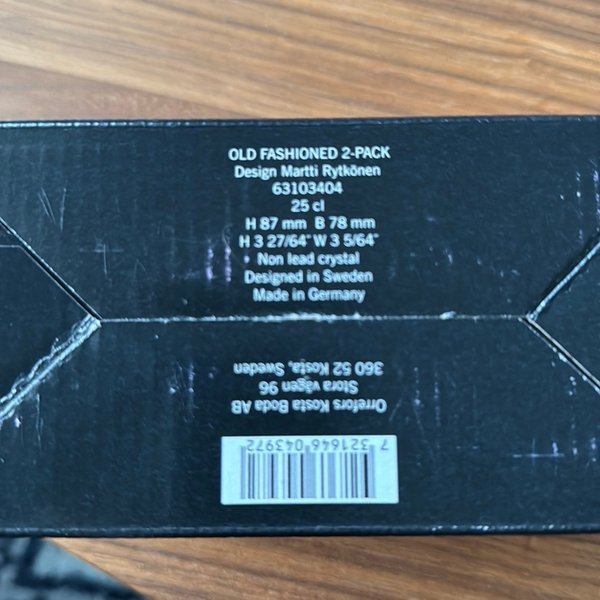 OLD FASHIONED 2-PACK
Design Martti Rytkönen
63103404
25 cl
H 87 mm B 78 mm
H 3 27/64" W 3 5/64"
Non lead crystal
Designed in Sweden
Made in Germany
Orrefors Kosta Boda AB
Stora vägen 96
360 52 Kosta, Sweden
7 321646 043972